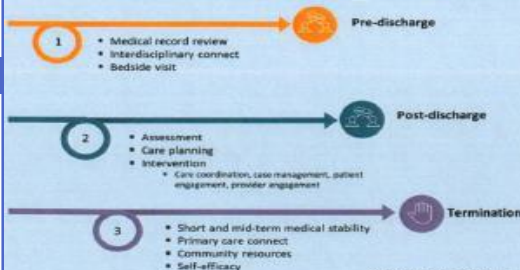 Pre-discharge
1
• Medical record review
• Interdisciplinary connect
• Bedside visit
Post-discharge
2
• Assessment
• Care planning
• Intervention
• Care coordination, case management, patient
engagement, provider engagement
Termination
3
• Short and mid-term medical stability
• Primary care connect
• Community resources
• Self-efficacy